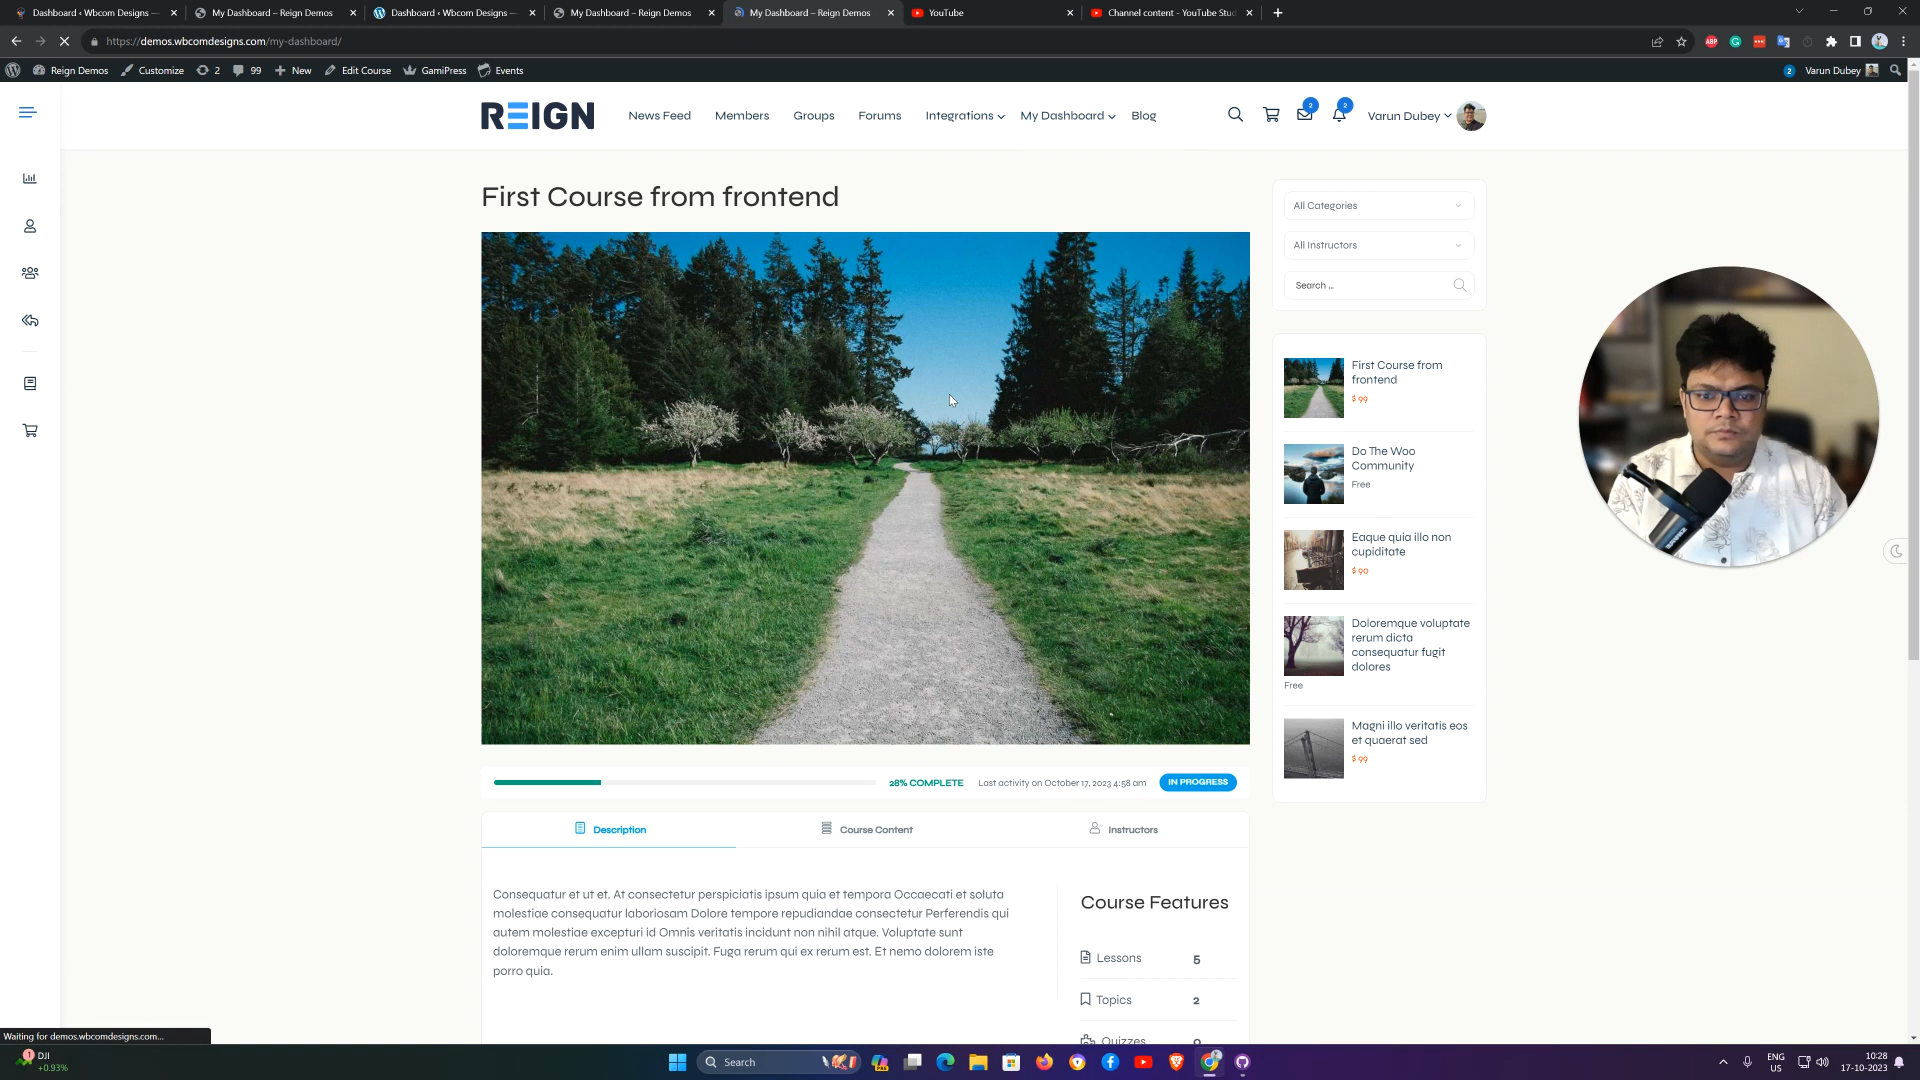 Dashboard ‹ Wbcom Designs —
My Dashboard – Reign Demos
Dashboard ‹ Wbcom Designs —
My Dashboard – Reign Demos
My Dashboard – Reign Demos
YouTube
Channel content - YouTube Stud
https://demos.wbcomdesigns.com/my-dashboard/
ABP
Reign Demos
Customize
2
99
New
Edit Course
GamiPress
Events
2
Varun Dubey
REIGN
News Feed
Members
Groups
Forums
Integrations
My Dashboard
Blog
2
2
Varun Dubey
First Course from frontend
All Categories
All Instructors
Search ...
First Course from
frontend
$ 99
Do The Woo
Community
Free
Eaque quia illo non
cupiditate
$ 90
Doloremque voluptate
rerum dicta
consequatur fugit
dolores
Free
Magni illo veritatis eos
et quaerat sed
$ 99
28% COMPLETE
Last activity on October 17, 2023 4:58 am
IN PROGRESS
Description
Course Content
Instructors
Consequatur et ut et. At consectetur perspiciatis ipsum quia et tempora Occaecati et soluta
molestiae consequatur laboriosam Dolore tempore repudiandae consectetur Perferendis qui
autem molestiae excepturi id Omnis veritatis incidunt non nihil atque. Voluptate sunt
doloremque rerum enim ullam suscipit. Fuga rerum qui ex rerum est. Et nemo dolorem iste
porro quia.
Course Features
Lessons
5
Topics
2
Quizzes
0
Waiting for demos.wbcomdesigns.com...
1
DJI
+0.93%
Search
ENG
US
10:28
17-10-2023